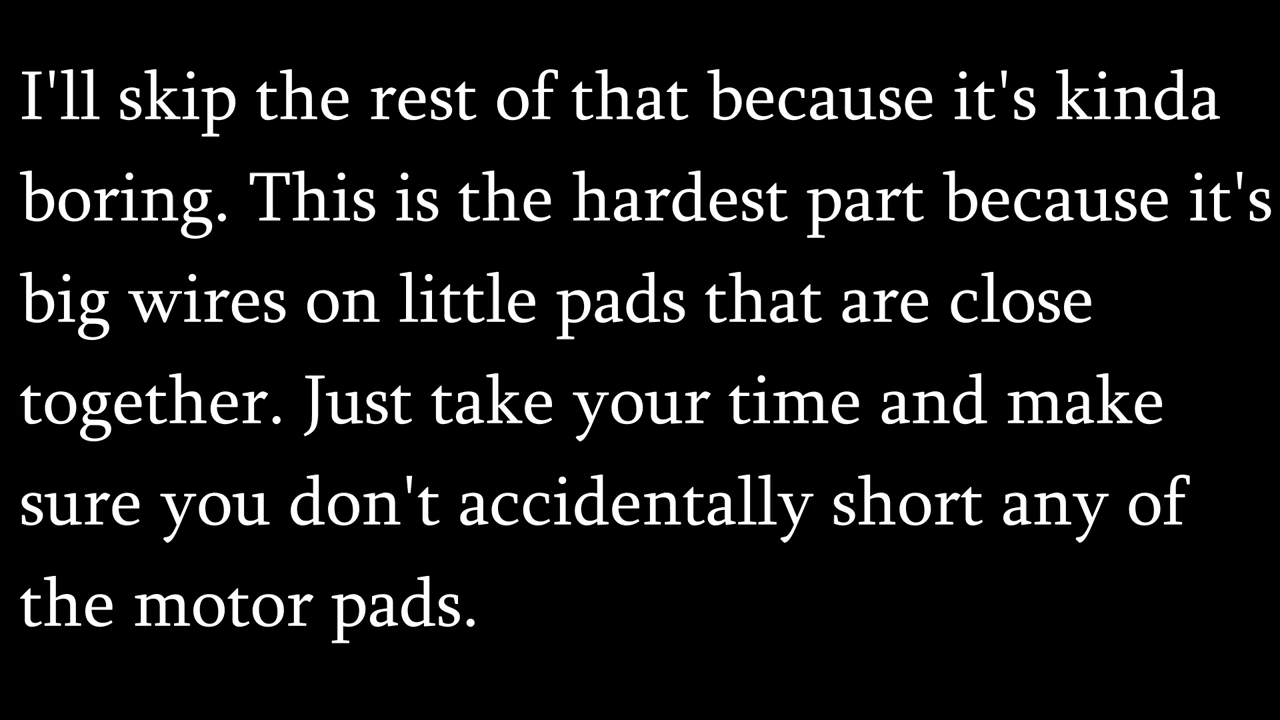 I'll skip the rest of that because it's kinda
boring. This is the hardest part because it's
big wires on little pads that are close
together. Just take your time and make
sure you don't accidentally short any of
the motor pads.